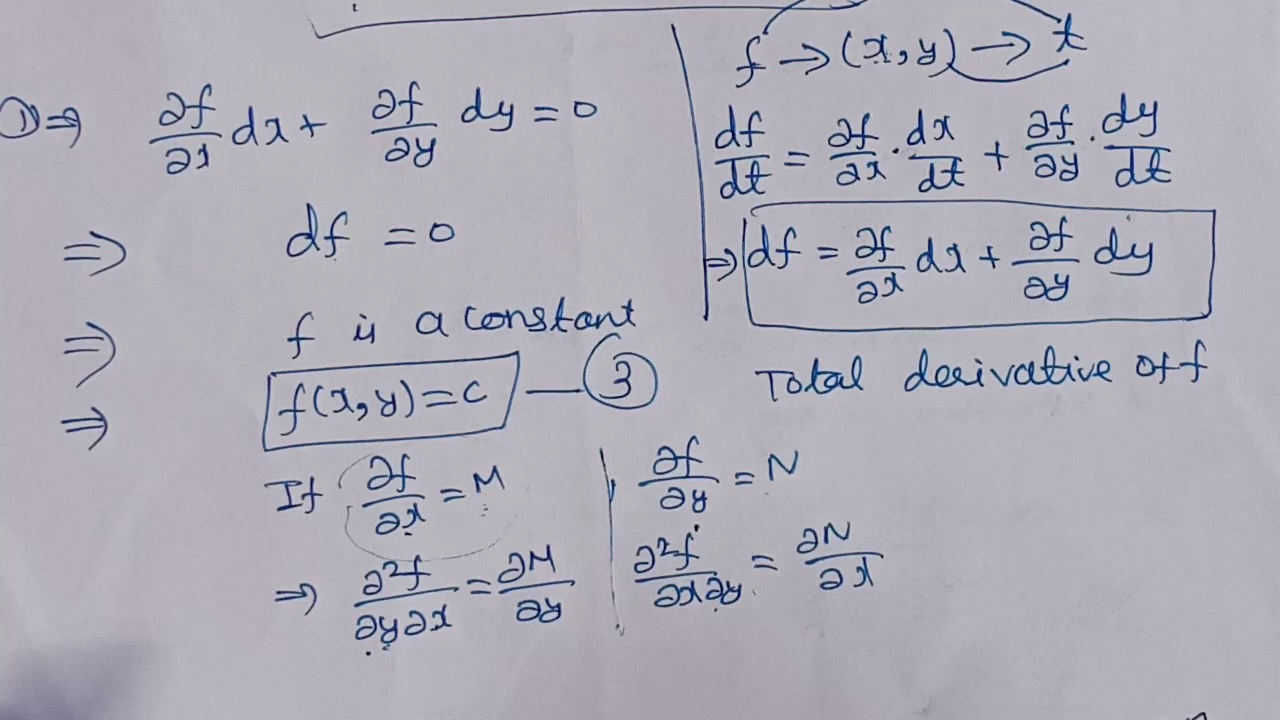 ①⇒ ∂f/∂x dx + ∂f/∂y dy = 0
⇒ df = 0
⇒ f is a constant
⇒ f(x,y)=c — ③
If ∂f/∂x = M
⇒ ∂²f/∂y∂x = ∂M/∂y
f → (x,y) → t
df/dt = ∂f/∂x · dx/dt + ∂f/∂y · dy/dt
⇒ df = ∂f/∂x dx + ∂f/∂y dy
Total derivative of f
, ∂f/∂y = N
∂²f/∂x∂y = ∂N/∂x